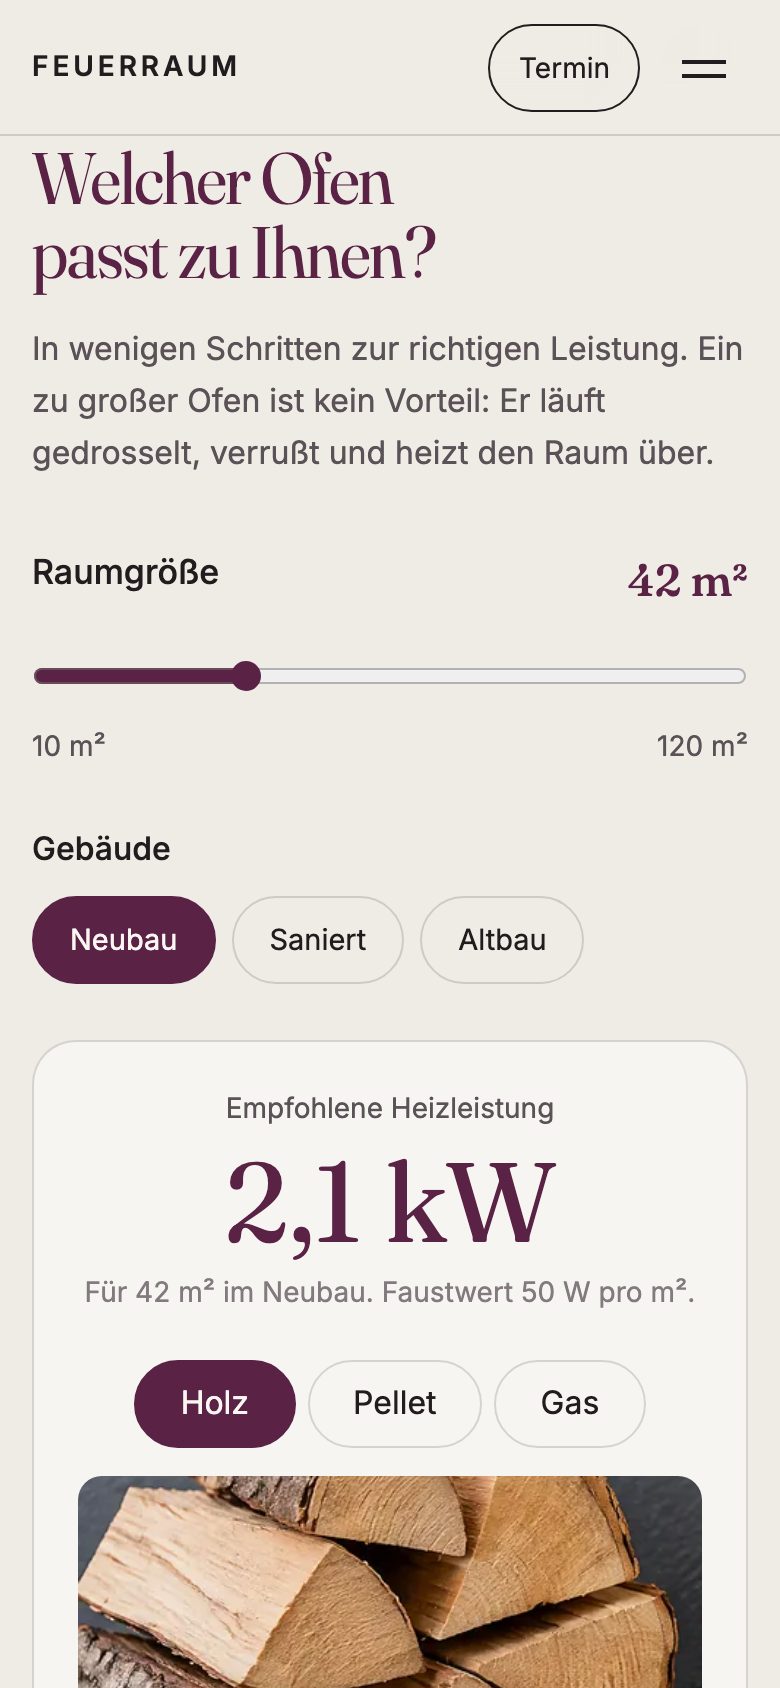 FEUERRAUM
Termin
Welcher Ofen
passt zu Ihnen?
In wenigen Schritten zur richtigen Leistung. Ein
zu großer Ofen ist kein Vorteil: Er läuft
gedrosselt, verrußt und heizt den Raum über.
Raumgröße
42 m²
10 m²
120 m²
Gebäude
Neubau
Saniert
Altbau
Empfohlene Heizleistung
2,1 kW
Für 42 m² im Neubau. Faustwert 50 W pro m².
Holz
Pellet
Gas